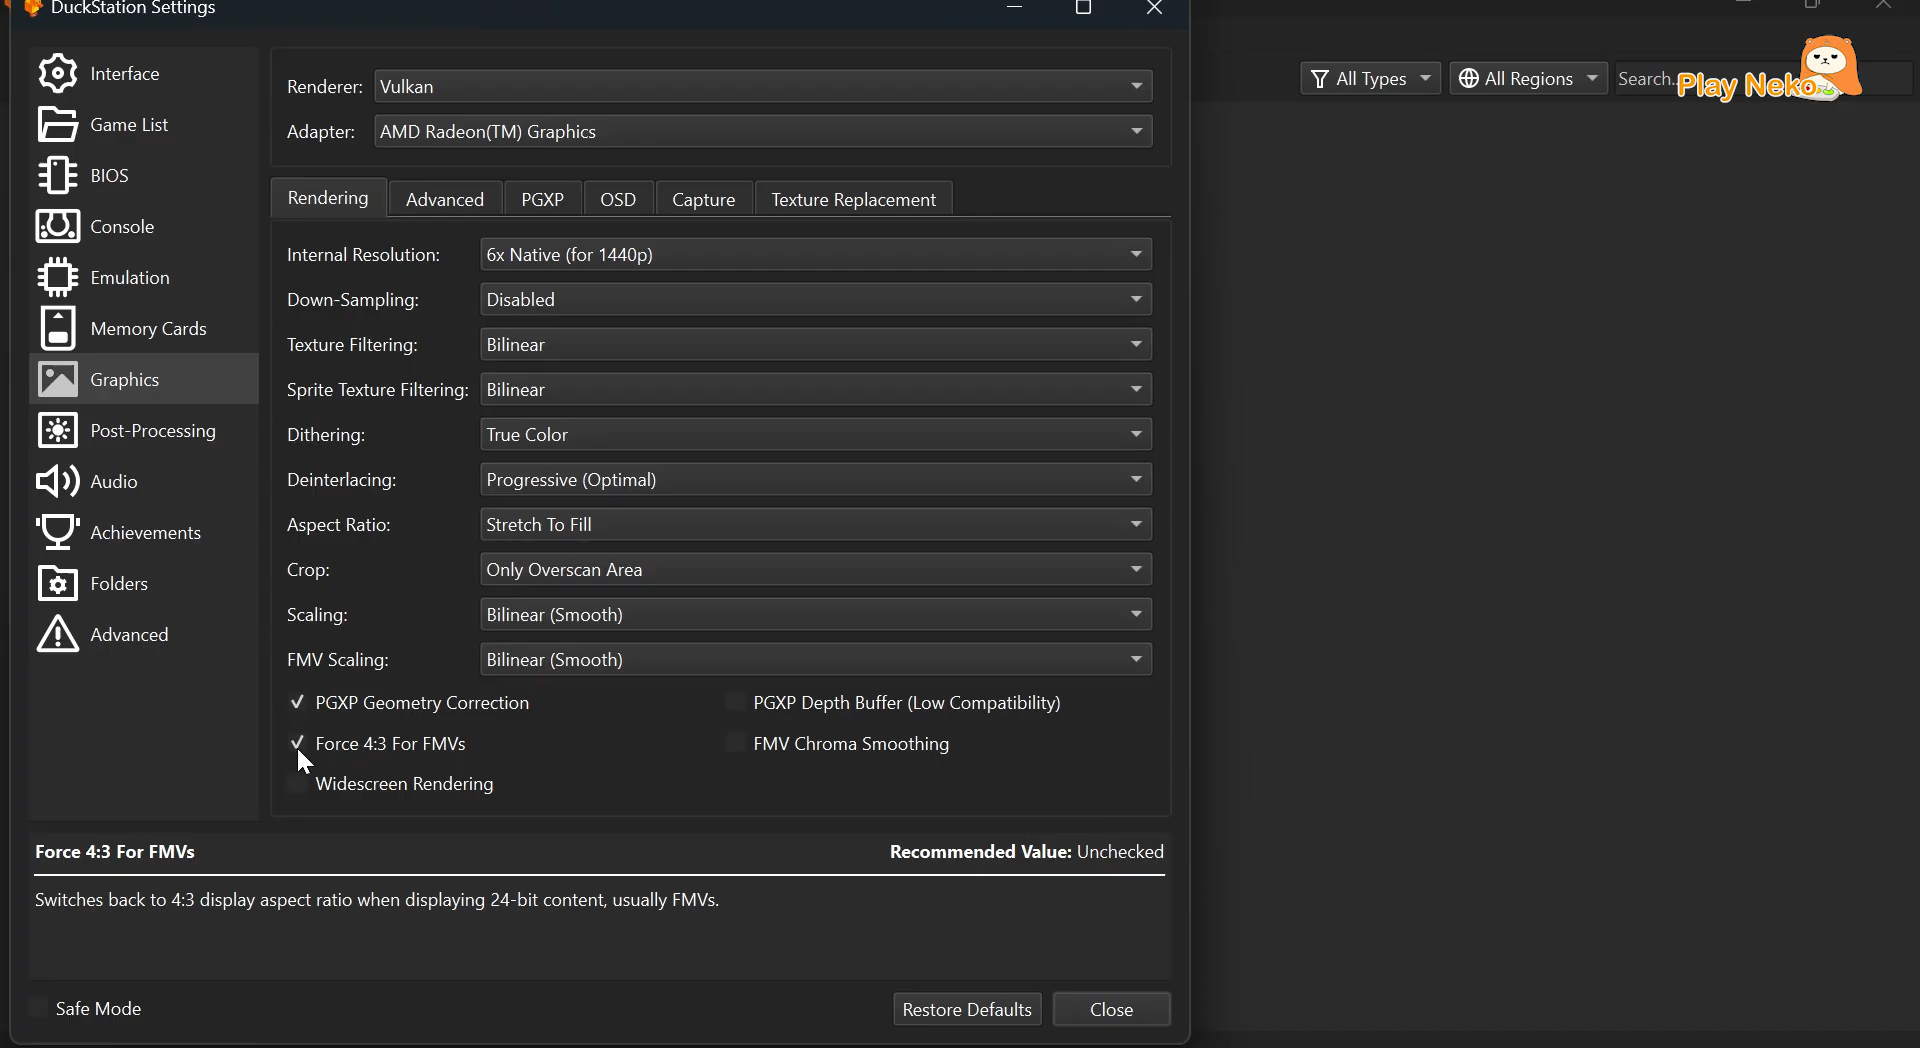 DuckStation Settings
Interface
Game List
BIOS
Console
Emulation
Memory Cards
Graphics
Post-Processing
Audio
Achievements
Folders
Advanced
Renderer: Vulkan
Adapter: AMD Radeon(TM) Graphics
Rendering Advanced PGXP OSD Capture Texture Replacement
Internal Resolution: 6x Native (for 1440p)
Down-Sampling: Disabled
Texture Filtering: Bilinear
Sprite Texture Filtering: Bilinear
Dithering: True Color
Deinterlacing: Progressive (Optimal)
Aspect Ratio: Stretch To Fill
Crop: Only Overscan Area
Scaling: Bilinear (Smooth)
FMV Scaling: Bilinear (Smooth)
PGXP Geometry Correction PGXP Depth Buffer (Low Compatibility)
Force 4:3 For FMVs FMV Chroma Smoothing
Widescreen Rendering
Force 4:3 For FMVs Recommended Value: Unchecked
Switches back to 4:3 display aspect ratio when displaying 24-bit content, usually FMVs.
Safe Mode Restore Defaults Close
All Types All Regions Search...
Play Neko